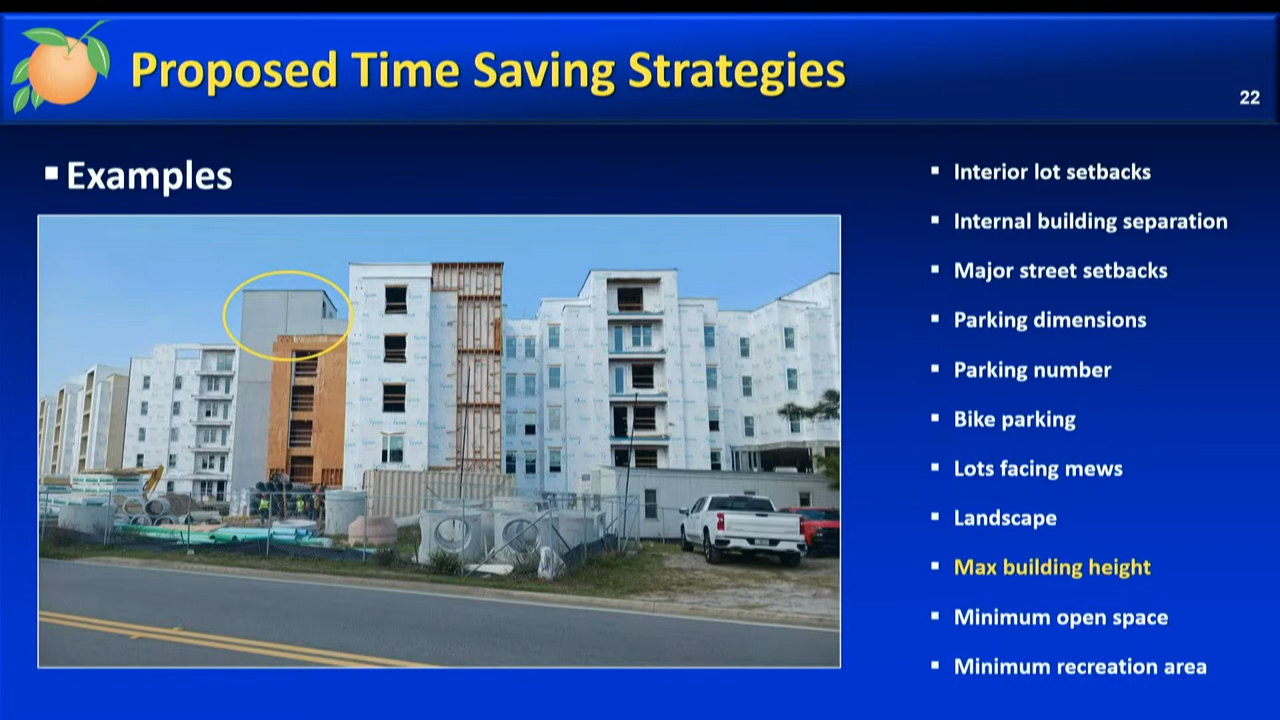 Proposed Time Saving Strategies
22
▪ Examples
▪ Interior lot setbacks
▪ Internal building separation
▪ Major street setbacks
▪ Parking dimensions
▪ Parking number
▪ Bike parking
▪ Lots facing mews
▪ Landscape
▪ Max building height
▪ Minimum open space
▪ Minimum recreation area